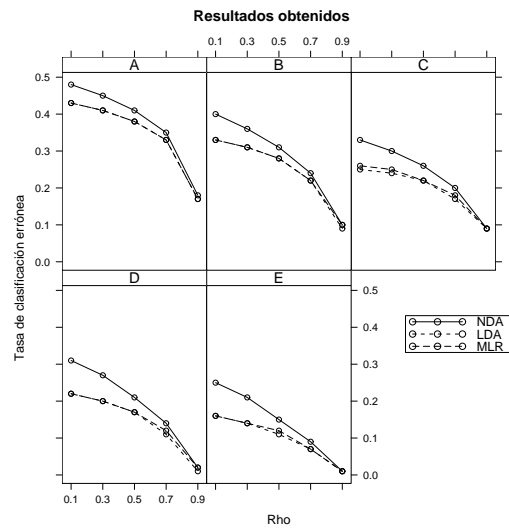 Resultados obtenidos
0.1 0.3 0.5 0.7 0.9
A B C
0.5
0.4
0.3
0.2
0.1
0.0
Tasa de clasificación errónea
D E
0.5
0.4
0.3
0.2
0.1
0.0
NDA
LDA
MLR
0.1 0.3 0.5 0.7 0.9
Rho